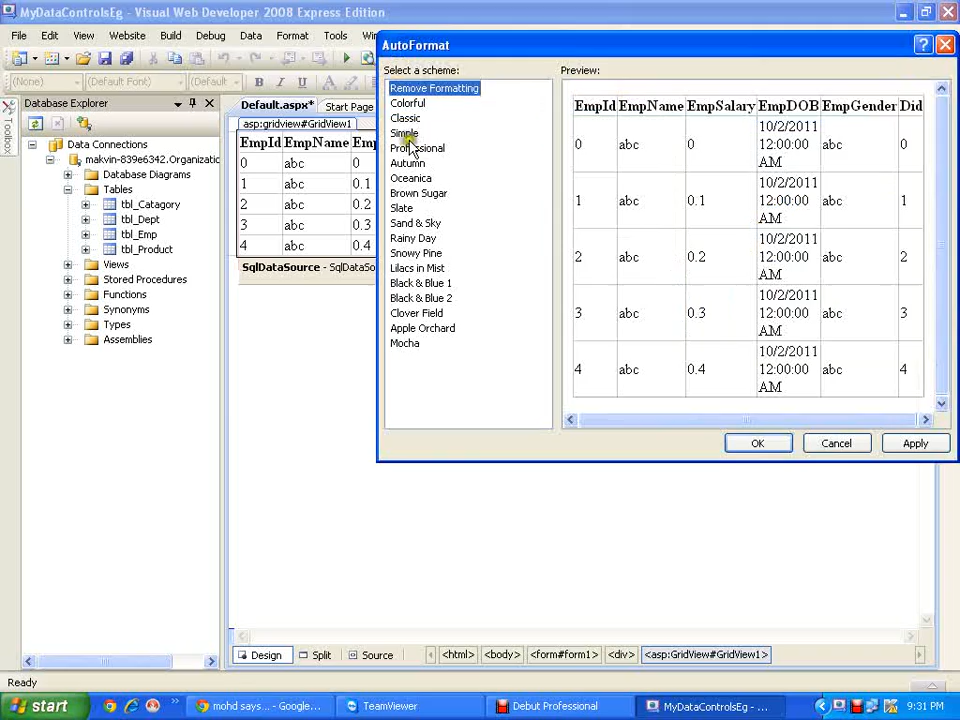 MyDataControlsEg - Visual Web Developer 2008 Express Edition
File Edit View Website Build Debug Data Format Tools
(None) (Default Font) (Default B I U A
AutoFormat
Select a scheme:
Remove Formatting
Colorful
Classic
Simple
Professional
Autumn
Oceanica
Brown Sugar
Slate
Sand & Sky
Rainy Day
Snowy Pine
Lilacs in Mist
Black & Blue 1
Black & Blue 2
Clover Field
Apple Orchard
Mocha
Preview:
EmpId EmpName EmpSalary EmpDOB EmpGender Did
0 abc 0 10/2/2011 12:00:00 AM abc 0
1 abc 0.1 10/2/2011 12:00:00 AM abc 1
2 abc 0.2 10/2/2011 12:00:00 AM abc 2
3 abc 0.3 10/2/2011 12:00:00 AM abc 3
4 abc 0.4 10/2/2011 12:00:00 AM abc 4
OK Cancel Apply
Toolbox
Database Explorer
Data Connections
makvin-839e6342.Organizatio
Database Diagrams
Tables
tbl_Catagory
tbl_Dept
tbl_Emp
tbl_Product
Views
Stored Procedures
Functions
Synonyms
Types
Assemblies
Default.aspx* Start Page
asp:gridview#GridView1
EmpId EmpName Emp
0 abc 0
1 abc 0.1
2 abc 0.2
3 abc 0.3
4 abc 0.4
SqlDataSource - SqlDataSo
Design Split Source <html> <body> <form#form1> <div> <asp:GridView#GridView1>
Ready
start mohd says... - Google... TeamViewer Debut Professional MyDataControlsEg - ... 9:31 PM